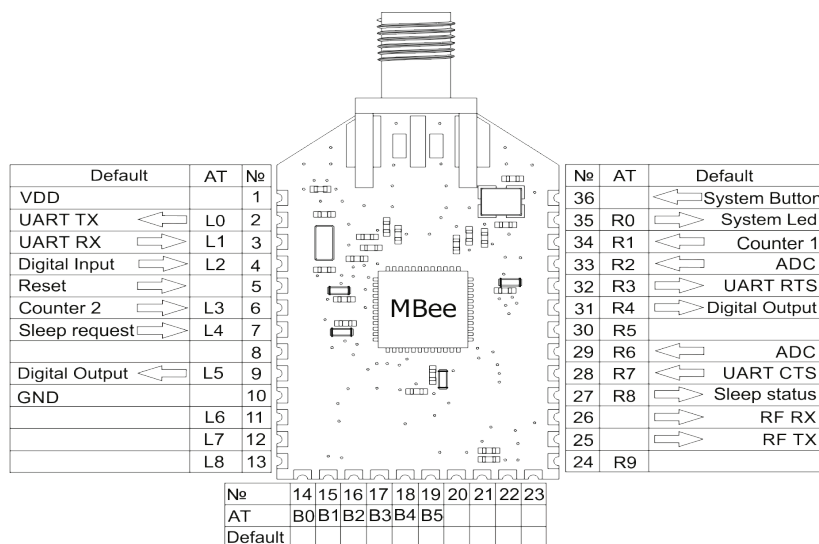 Default AT №
VDD 1
UART TX L0 2
UART RX L1 3
Digital Input L2 4
Reset 5
Counter 2 L3 6
Sleep request L4 7
8
Digital Output L5 9
GND 10
L6 11
L7 12
L8 13
MBee
№ AT Default
36 System Button
35 R0 System Led
34 R1 Counter 1
33 R2 ADC
32 R3 UART RTS
31 R4 Digital Output
30 R5
29 R6 ADC
28 R7 UART CTS
27 R8 Sleep status
26 RF RX
25 RF TX
24 R9
№ 14 15 16 17 18 19 20 21 22 23
AT B0 B1 B2 B3 B4 B5
Default